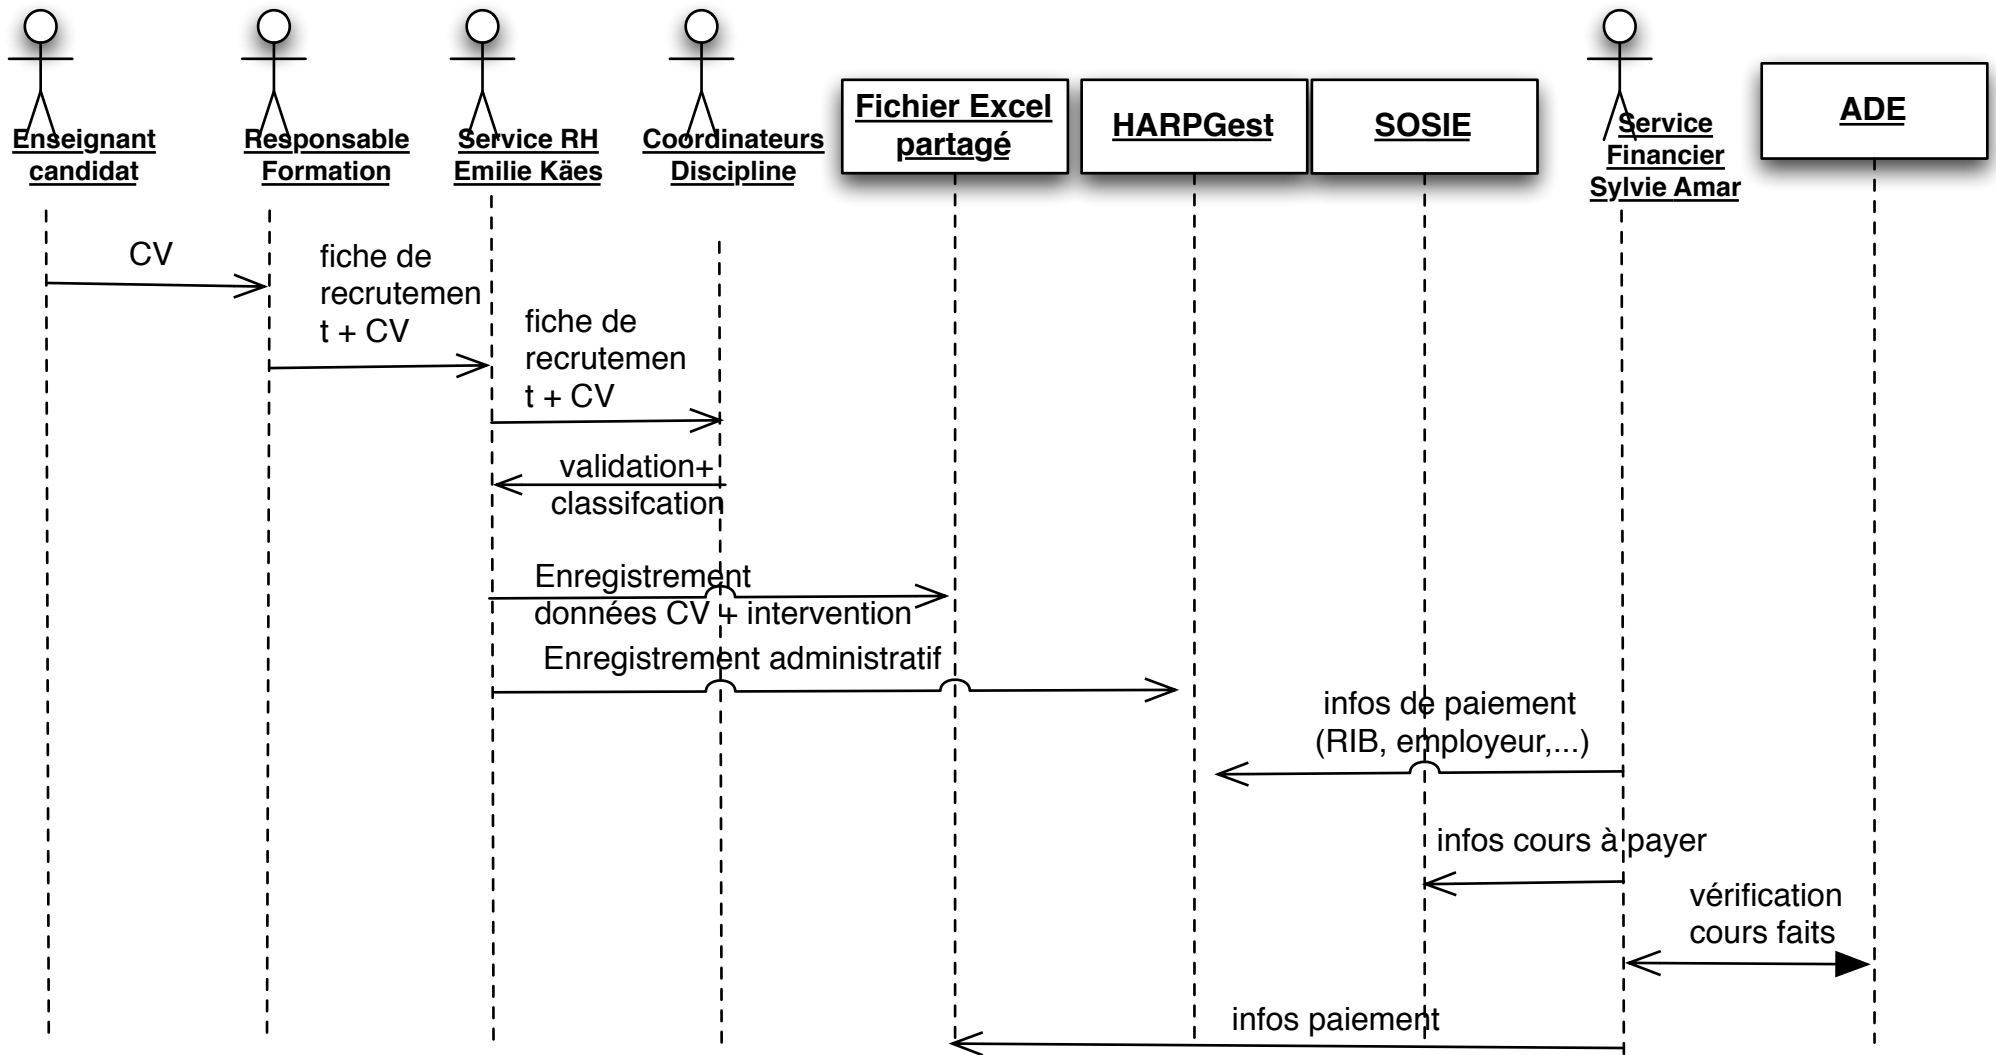 Enseignant
candidat
Responsable
Formation
Service RH
Emilie Käes
Coordinateurs
Discipline
Fichier Excel
partagé
HARPGest
SOSIE
Service
Financier
Sylvie Amar
ADE
CV
fiche de
recrutemen
t + CV
fiche de
recrutemen
t + CV
validation+
classifcation
Enregistrement
données CV + intervention
Enregistrement administratif
infos de paiement
(RIB, employeur,...)
infos cours à payer
vérification
cours faits
infos paiement